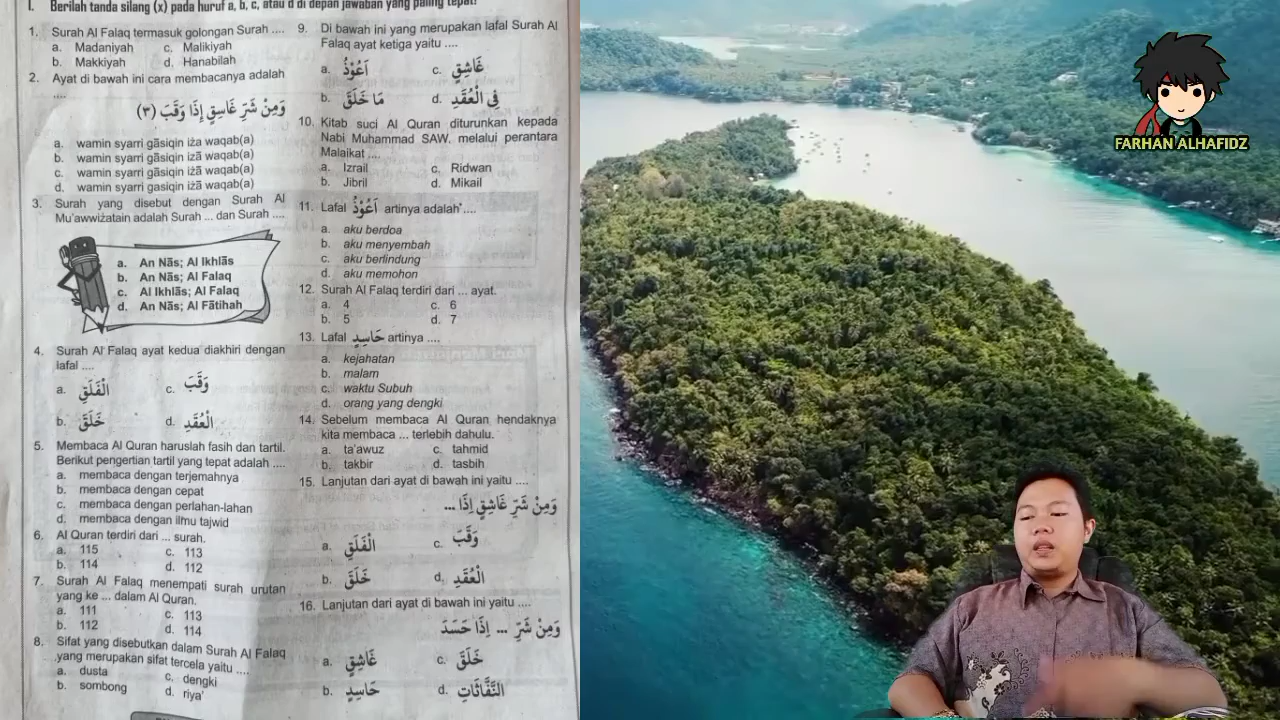 I. Berilah tanda silang (x) pada huruf a, b, c, atau d di depan jawaban yang paling tepat!
1. Surah Al Falaq termasuk golongan Surah ....
a. Madaniyah c. Malikiyah
b. Makkiyah d. Hanabilah
2. Ayat di bawah ini cara membacanya adalah
....
وَمِنْ شَرِّ غَاسِقٍ إِذَا وَقَبَ (٣)
a. wamin syarri gāsiqin iża waqab(a)
b. wamin syarri gāsiqin iżā waqab(a)
c. wamin syarri gāsiqin iżā waqab(a)
d. wamin syarri gasiqin iżā waqab(a)
3. Surah yang disebut dengan Surah Al
Mu'awwiżatain adalah Surah ... dan Surah ....
a. An Nās; Al Ikhlās
b. An Nās; Al Falaq
c. Al Ikhlās; Al Falaq
d. An Nās; Al Fātihah
4. Surah Al Falaq ayat kedua diakhiri dengan
lafal ....
a. الْفَلَقِ c. وَقَبَ
b. خَلَقَ d. الْعُقَدِ
5. Membaca Al Quran haruslah fasih dan tartil.
Berikut pengertian tartil yang tepat adalah ....
a. membaca dengan terjemahnya
b. membaca dengan cepat
c. membaca dengan perlahan-lahan
d. membaca dengan ilmu tajwid
6. Al Quran terdiri dari ... surah.
a. 115 c. 113
b. 114 d. 112
7. Surah Al Falaq menempati surah urutan
yang ke ... dalam Al Quran.
a. 111 c. 113
b. 112 d. 114
8. Sifat yang disebutkan dalam Surah Al Falaq
yang merupakan sifat tercela yaitu ....
a. dusta c. dengki
b. sombong d. riya'
9. Di bawah ini yang merupakan lafal Surah Al
Falaq ayat ketiga yaitu ....
a. اَعُوْذُ c. غَاشِقٍ
b. مَا خَلَقَ d. فِى الْعُقَدِ
10. Kitab suci Al Quran diturunkan kepada
Nabi Muhammad SAW, melalui perantara
Malaikat ....
a. Izrail c. Ridwan
b. Jibril d. Mikail
11. Lafal اَعُوْذُ artinya adalah ....
a. aku berdoa
b. aku menyembah
c. aku berlindung
d. aku memohon
12. Surah Al Falaq terdiri dari ... ayat.
a. 4 c. 6
b. 5 d. 7
13. Lafal حَاسِدٍ artinya ....
a. kejahatan
b. malam
c. waktu Subuh
d. orang yang dengki
14. Sebelum membaca Al Quran hendaknya
kita membaca ... terlebih dahulu.
a. ta'awuz c. tahmid
b. takbir d. tasbih
15. Lanjutan dari ayat di bawah ini yaitu ....
وَمِنْ شَرِّ غَاشِقٍ اِذَا ...
a. الْفَلَقِ c. وَقَبَ
b. خَلَقَ d. الْعُقَدِ
16. Lanjutan dari ayat di bawah ini yaitu ....
وَمِنْ شَرِّ ... اِذَا حَسَدَ
a. غَاشِقٍ c. خَلَقَ
b. حَاسِدٍ d. النَّفَّاثَاتِ
FARHAN ALHAFIDZ